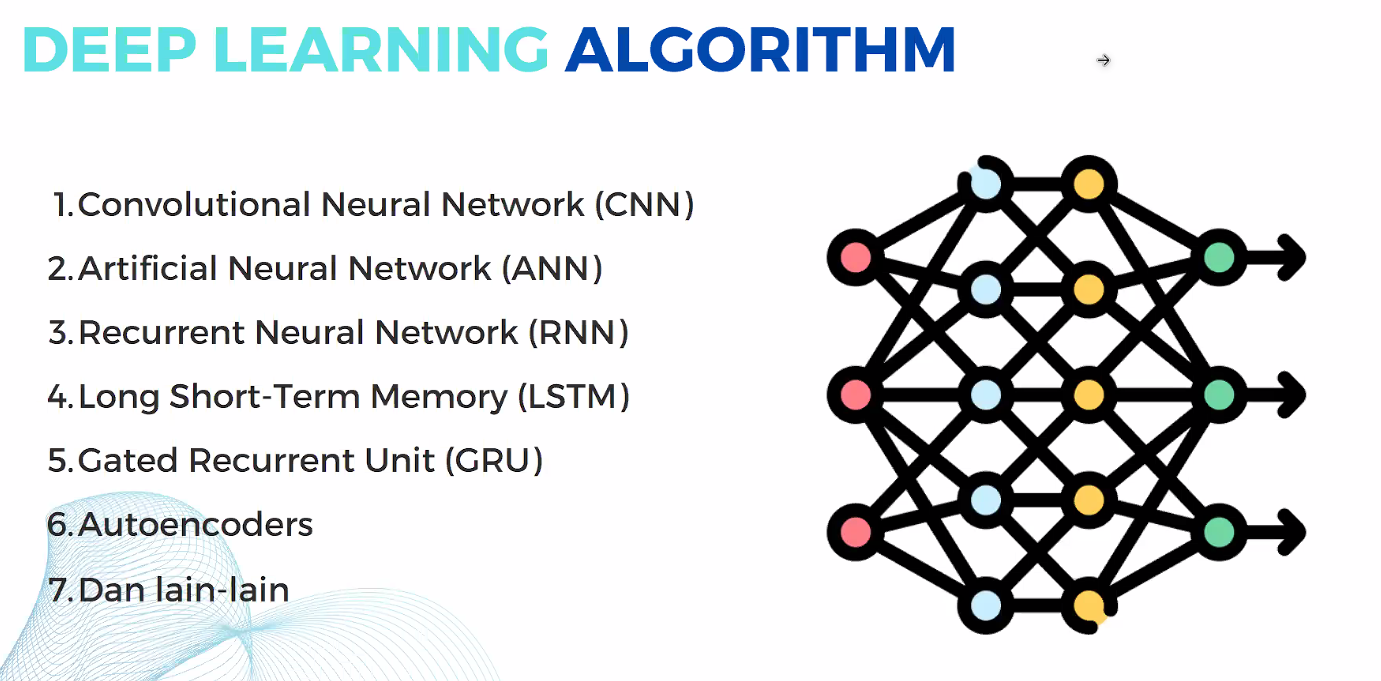 DEEP LEARNING ALGORITHM
1. Convolutional Neural Network (CNN)
2. Artificial Neural Network (ANN)
3. Recurrent Neural Network (RNN)
4. Long Short-Term Memory (LSTM)
5. Gated Recurrent Unit (GRU)
6. Autoencoders
7. Dan lain-lain